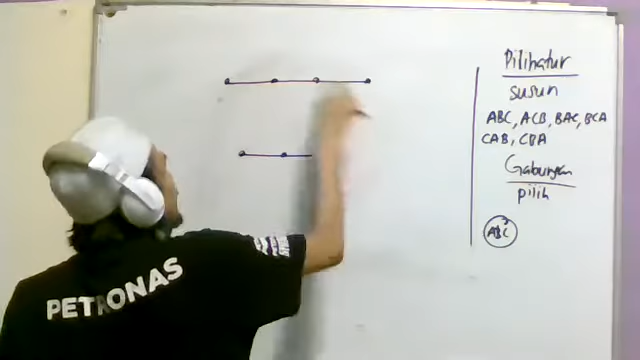 Pilihatur
susun
ABC, ACB, BAC, BCA
CAB, CBA
Gabungan
pilih
ABC
PETRONAS